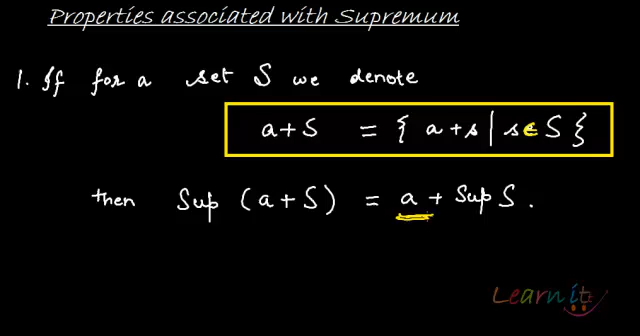 Properties associated with Supremum
1. If for a set S we denote
a+S = { a+s | s∈S }
then Sup (a+S) = a + Sup S.
Learnit